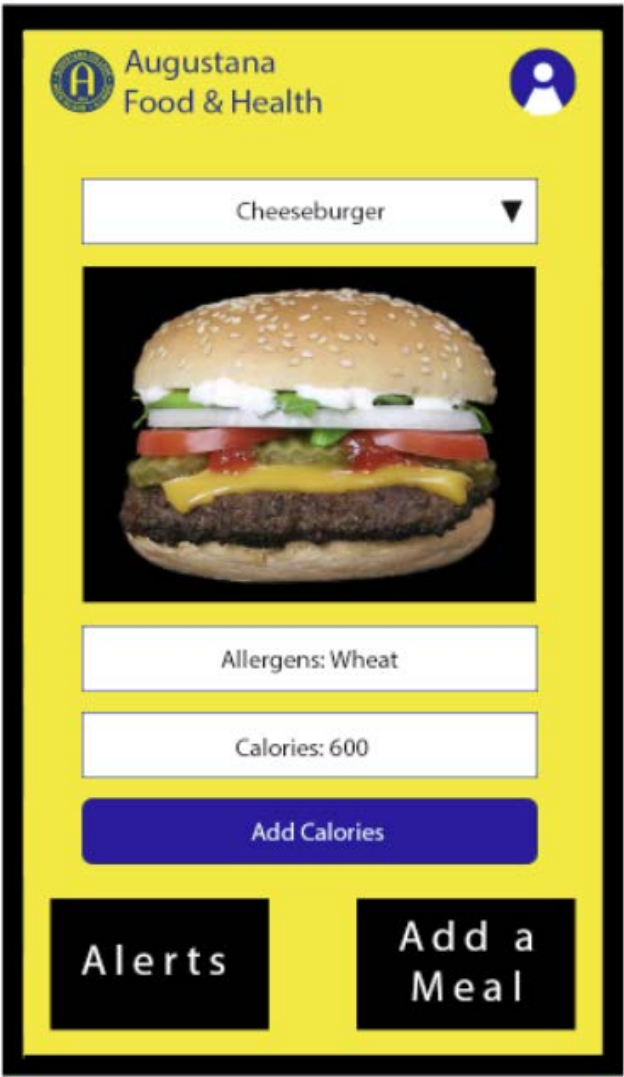 Augustana
Food & Health
Cheeseburger
Allergens: Wheat
Calories: 600
Add Calories
Alerts
Add a
Meal